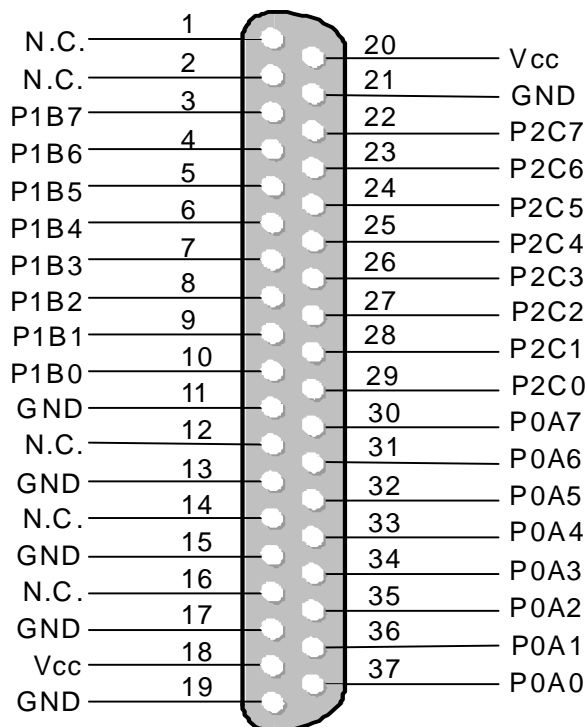 N.C. 1
N.C. 2
P1B7 3
P1B6 4
P1B5 5
P1B4 6
P1B3 7
P1B2 8
P1B1 9
P1B0 10
GND 11
N.C. 12
GND 13
N.C. 14
GND 15
N.C. 16
GND 17
Vcc 18
GND 19
20 Vcc
21 GND
22 P2C7
23 P2C6
24 P2C5
25 P2C4
26 P2C3
27 P2C2
28 P2C1
29 P2C0
30 P0A7
31 P0A6
32 P0A5
33 P0A4
34 P0A3
35 P0A2
36 P0A1
37 P0A0